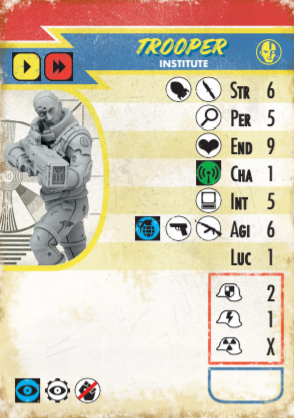 TROOPER
INSTITUTE
STR 6
PER 5
END 9
CHA 1
INT 5
AGI 6
LUC 1
2
1
X